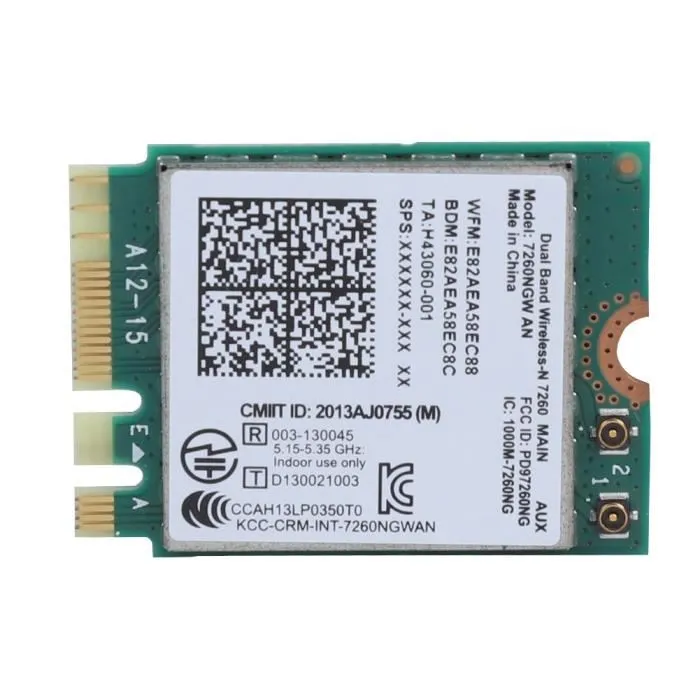 A12-15
E
A
WFM:E82AEA58EC88
BDM:E82AEA58EC8C
TA:H43060-001
SPS:XXXXXX-XXX XX
Dual Band Wireless-N 7260 MAIN
Model: 7260NGW AN
Made in China
AUX
FCC ID: PD97260NG
IC: 1000M-7260NG
CMIIT ID: 2013AJ0755 (M)
R 003-130045
5.15-5.35 GHz:
Indoor use only
T D130021003
CCAH13LP0350T0
KCC-CRM-INT-7260NGWAN
2
1